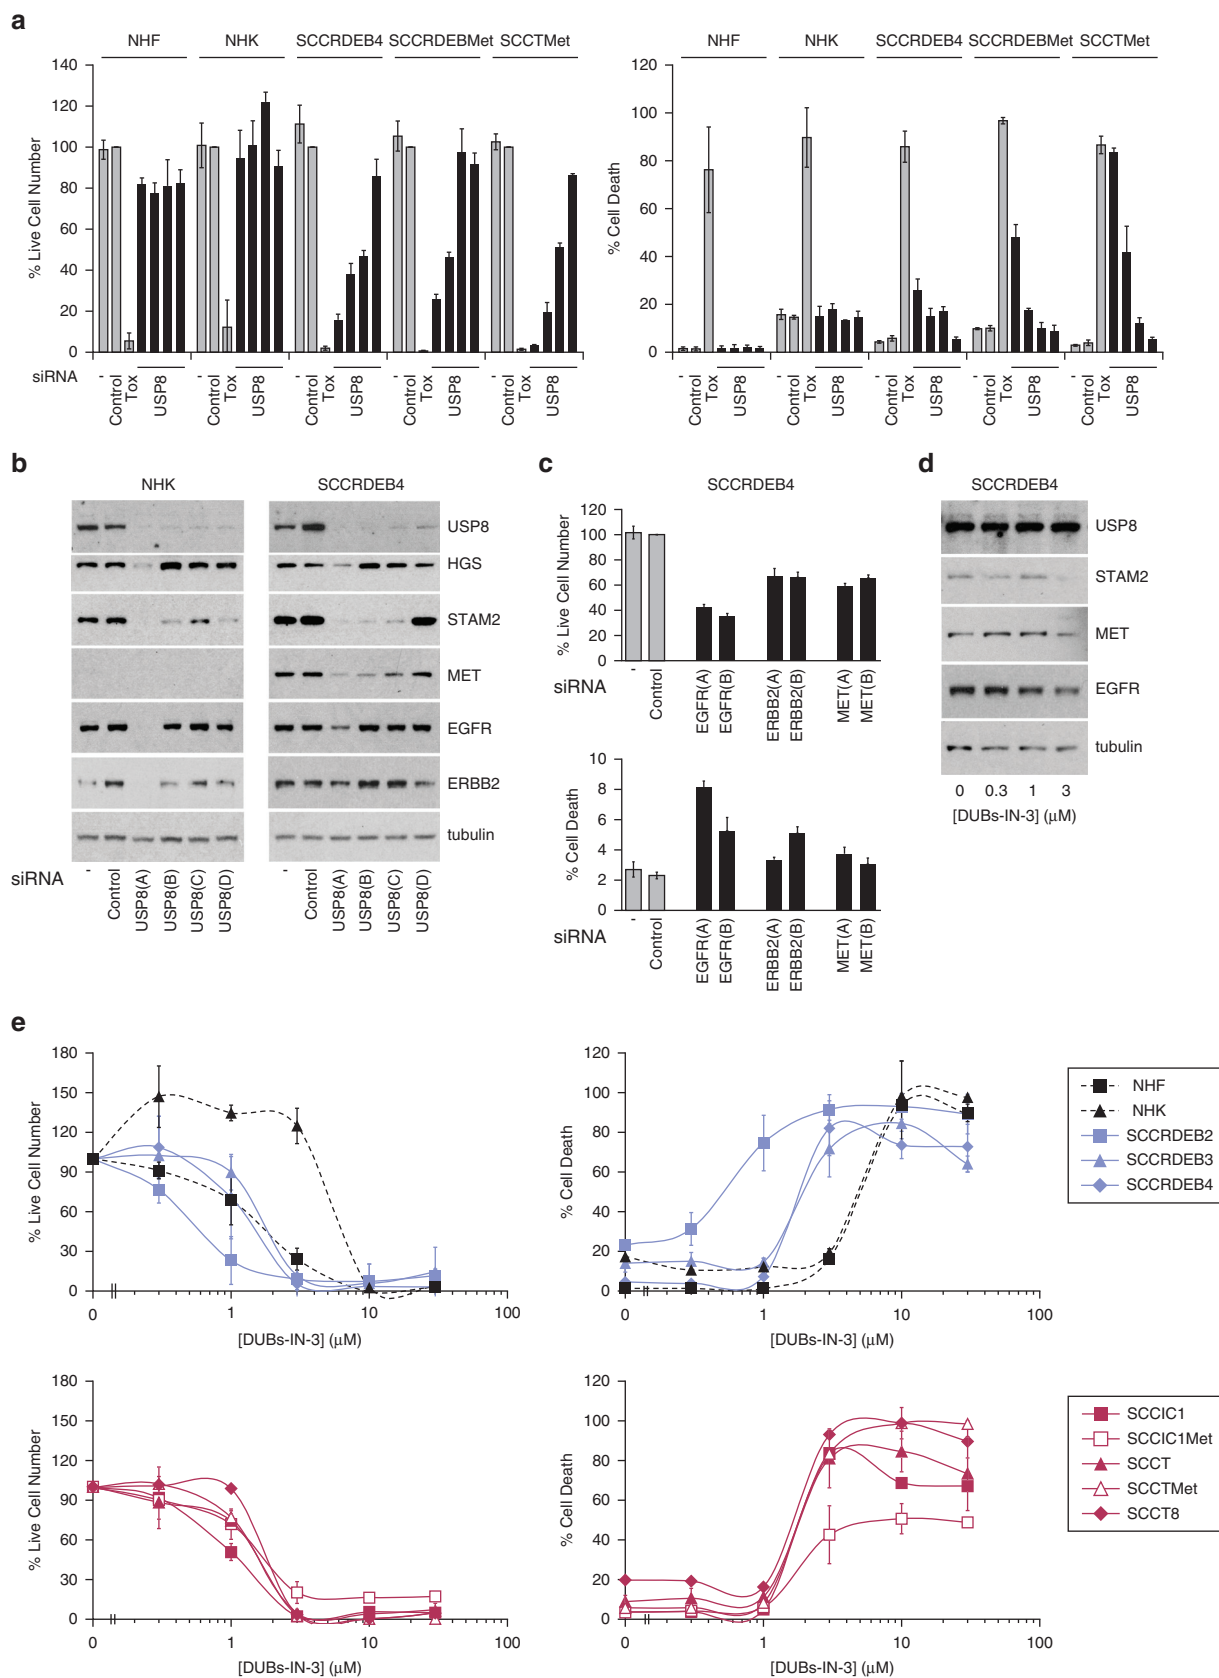 a
NHF NHK SCCRDEB4 SCCRDEBMet SCCTMet
140
120
100
80
60
40
20
0
% Live Cell Number
siRNA
- Control Tox USP8 - Control Tox USP8 - Control Tox USP8 - Control Tox USP8 - Control Tox USP8
NHF NHK SCCRDEB4 SCCRDEBMet SCCTMet
120
100
80
60
40
20
0
% Cell Death
- Control Tox USP8 - Control Tox USP8 - Control Tox USP8 - Control Tox USP8 - Control Tox USP8
b
NHK SCCRDEB4
USP8
HGS
STAM2
MET
EGFR
ERBB2
tubulin
siRNA
- Control USP8(A) USP8(B) USP8(C) USP8(D) - Control USP8(A) USP8(B) USP8(C) USP8(D)
c
SCCRDEB4
120
100
80
60
40
20
0
% Live Cell Number
siRNA
- Control EGFR(A) EGFR(B) ERBB2(A) ERBB2(B) MET(A) MET(B)
10
8
6
4
2
0
% Cell Death
siRNA
- Control EGFR(A) EGFR(B) ERBB2(A) ERBB2(B) MET(A) MET(B)
d
SCCRDEB4
USP8
STAM2
MET
EGFR
tubulin
0 0.3 1 3
[DUBs-IN-3] (μM)
e
180
150
120
90
60
30
0
% Live Cell Number
0 1 10 100
[DUBs-IN-3] (μM)
120
100
80
60
40
20
0
% Cell Death
0 1 10 100
[DUBs-IN-3] (μM)
NHF
NHK
SCCRDEB2
SCCRDEB3
SCCRDEB4
180
150
120
90
60
30
0
% Live Cell Number
0 1 10 100
[DUBs-IN-3] (μM)
120
100
80
60
40
20
0
% Cell Death
0 1 10 100
[DUBs-IN-3] (μM)
SCCIC1
SCCIC1Met
SCCT
SCCTMet
SCCT8